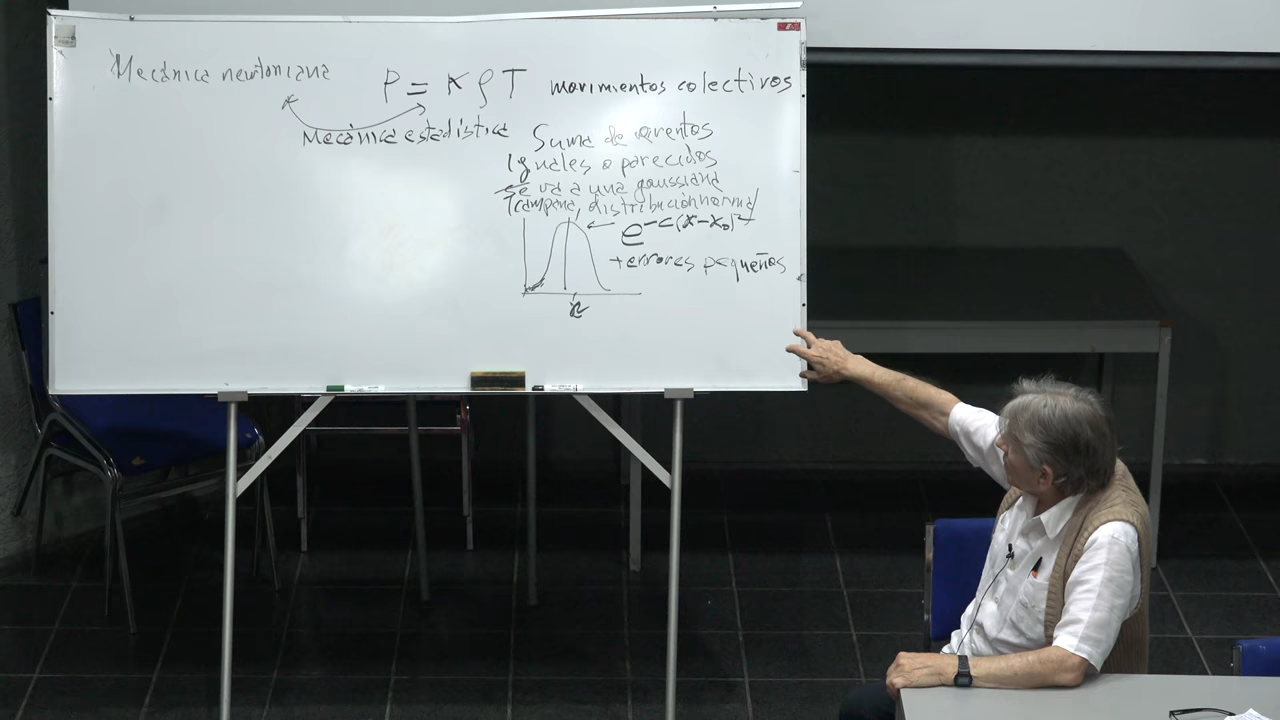 Mecánica newtoniana
P = K ρ T movimientos colectivos
Mecánica estadística
Suma de eventos
iguales o parecidos
se va a una gaussiana
(campana, distribución normal)
e^-c(x-x₀)²
+ errores pequeños